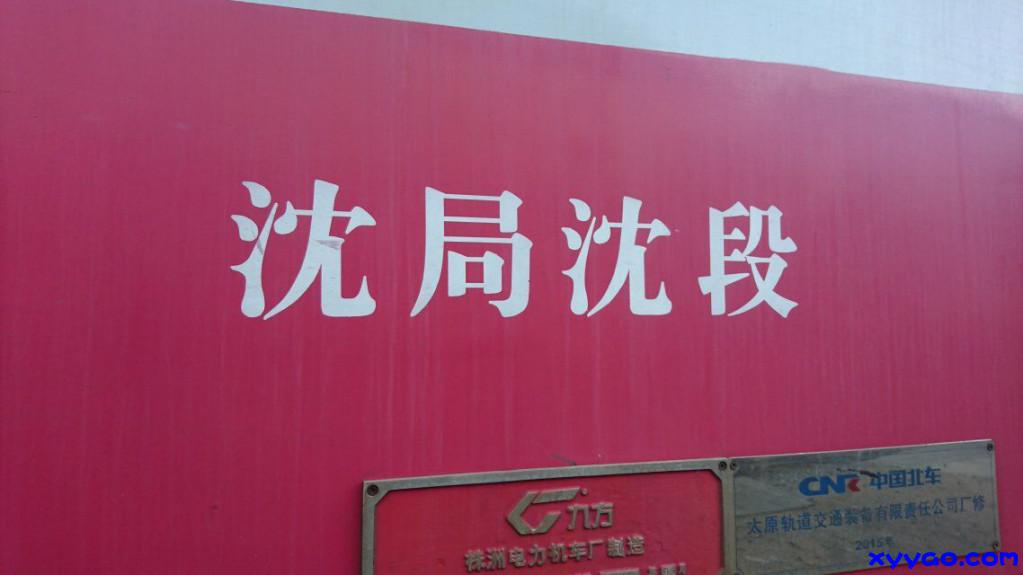 沈局沈段
九方
株洲电力机车厂制造
CNR 中国北车
太原轨道交通装备有限责任公司厂修
2015年
xyygo.com